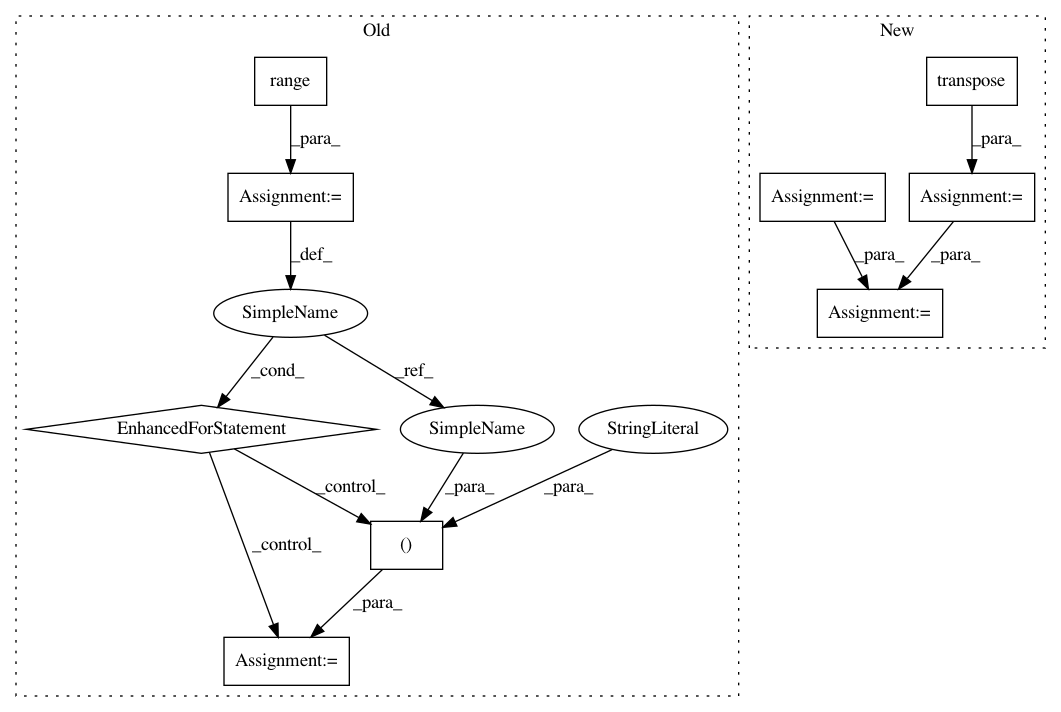 Old
New
range
transpose
_para_
_para_
Assignment:=
Assignment:=
Assignment:=
_def_
_para_
_para_
SimpleName
Assignment:=
_cond_
_ref_
EnhancedForStatement
SimpleName
StringLiteral
_control_
_para_
_para_
_control_
()
_para_
Assignment:=